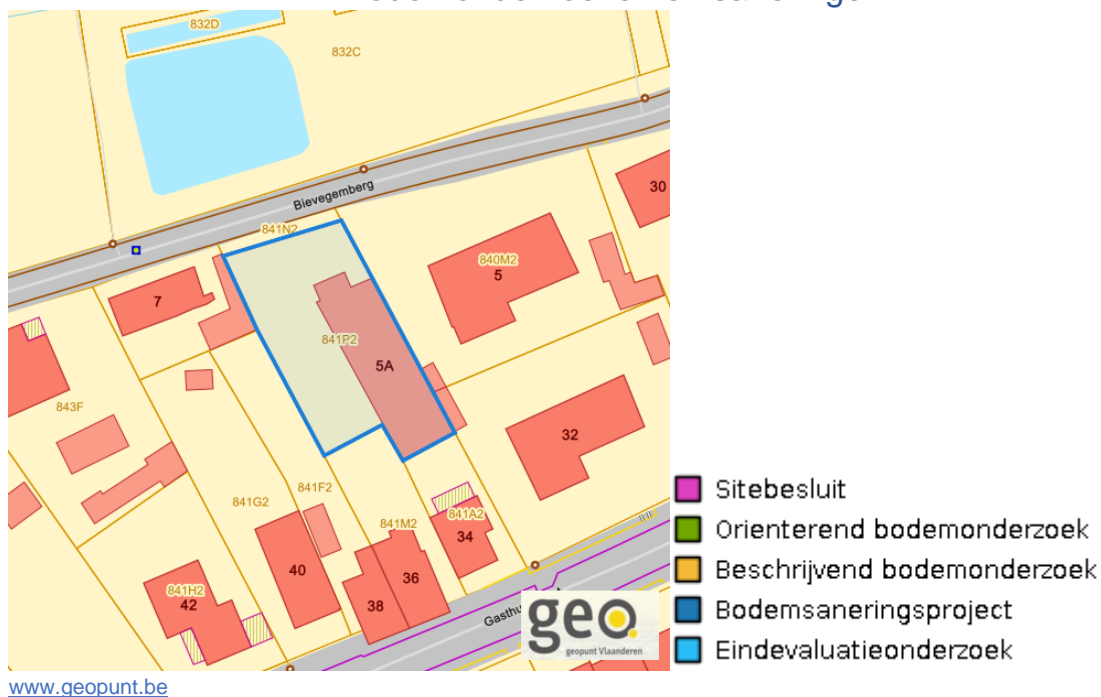 832D
832C
Bievegemberg
30
841N2
840M2
5
7
841P2
5A
843F
32
841G2
841F2
841M2
841A2
34
40
36
841H2
42
38
geo
geopunt Vlaanderen
Sitebesluit
Orienterend bodemonderzoek
Beschrijvend bodemonderzoek
Bodemsaneringsproject
Eindevaluatieonderzoek
www.geopunt.be